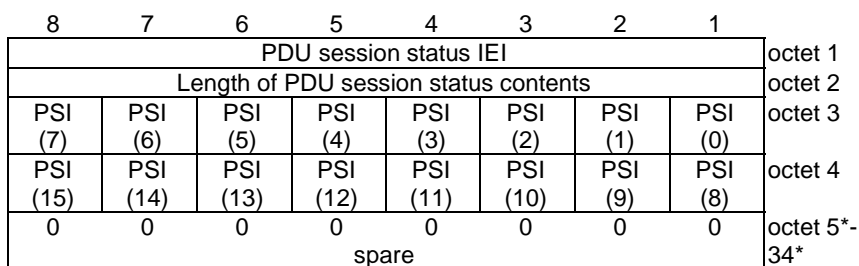 8 7 6 5 4 3 2 1
PDU session status IEI octet 1
Length of PDU session status contents octet 2
PSI PSI PSI PSI PSI PSI PSI PSI octet 3
(7) (6) (5) (4) (3) (2) (1) (0)
PSI PSI PSI PSI PSI PSI PSI PSI octet 4
(15) (14) (13) (12) (11) (10) (9) (8)
0 0 0 0 0 0 0 0 octet 5*-
spare 34*